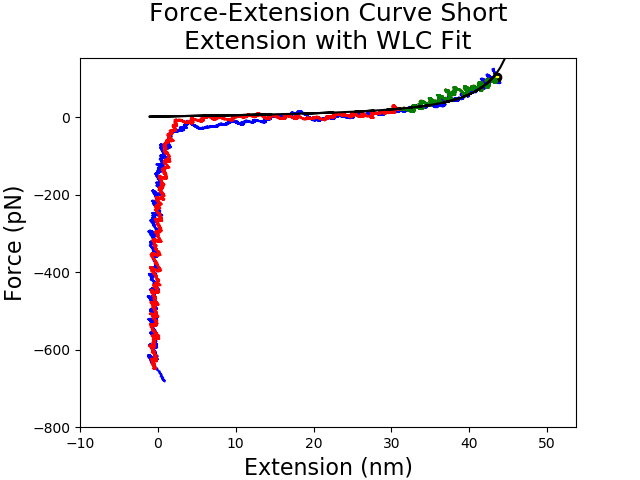 Force-Extension Curve Short
Extension with WLC Fit
0
−200
−400
−600
−800
Force (pN)
−10 0 10 20 30 40 50
Extension (nm)